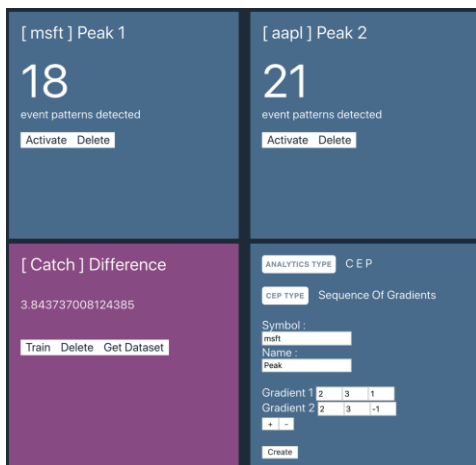 [ msft ] Peak 1
18
event patterns detected
Activate Delete
[ aapl ] Peak 2
21
event patterns detected
Activate Delete
[ Catch ] Difference
3.843737008124385
Train Delete Get Dataset
ANALYTICS TYPE C E P
CEP TYPE Sequence Of Gradients
Symbol :
msft
Name :
Peak
Gradient 1 2 3 1
Gradient 2 2 3 -1
+ -
Create